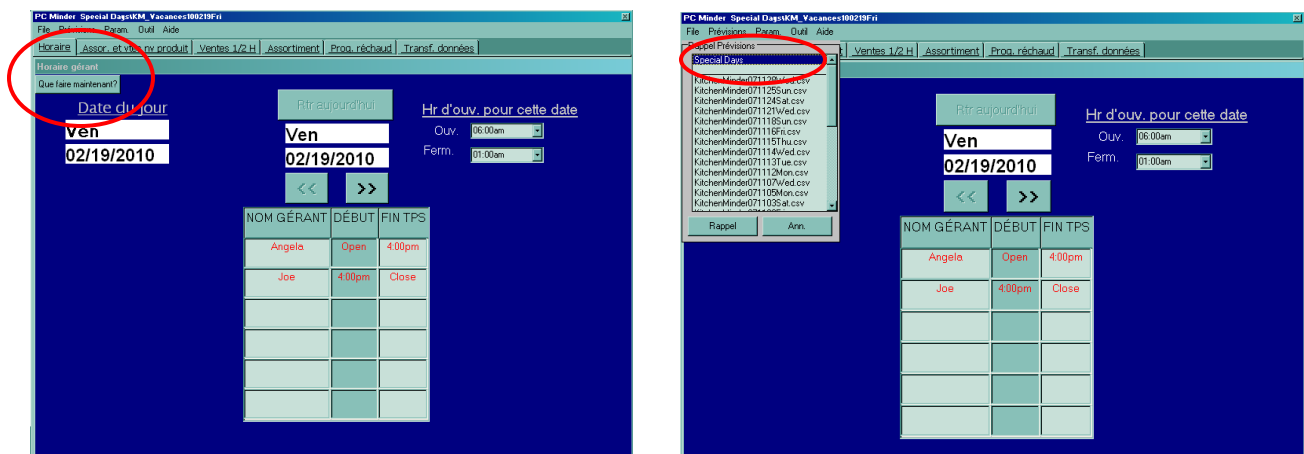 PC Minder Special Days\KM_Vacances100219Fri
File Prévisions Param. Outil Aide
Horaire Assor. et vtes nv produit Ventes 1/2 H Assortiment Prog. réchaud Transf. données
Horaire gérant
Que faire maintenant?
Date du jour
Ven
02/19/2010
Rtr aujourd'hui
Ven
02/19/2010
<< >>
Hr d'ouv. pour cette date
Ouv. 06:00am
Ferm. 01:00am
NOM GÉRANT DÉBUT FIN TPS
Angela Open 4:00pm
Joe 4:00pm Close
PC Minder Special Days\KM_Vacances100219Fri
File Prévisions Param. Outil Aide
Ventes 1/2 H Assortiment Prog. réchaud Transf. données
Rappel Prévisions
Special Days
KitchenMinder071128Wed.csv
KitchenMinder071125Sun.csv
KitchenMinder071124Sat.csv
KitchenMinder071121Wed.csv
KitchenMinder071118Sun.csv
KitchenMinder071116Fri.csv
KitchenMinder071115Thu.csv
KitchenMinder071114Wed.csv
KitchenMinder071113Tue.csv
KitchenMinder071112Mon.csv
KitchenMinder071107Wed.csv
KitchenMinder071105Mon.csv
KitchenMinder071103Sat.csv
Rappel Ann.
Rtr aujourd'hui
Ven
02/19/2010
<< >>
Hr d'ouv. pour cette date
Ouv. 06:00am
Ferm. 01:00am
NOM GÉRANT DÉBUT FIN TPS
Angela Open 4:00pm
Joe 4:00pm Close